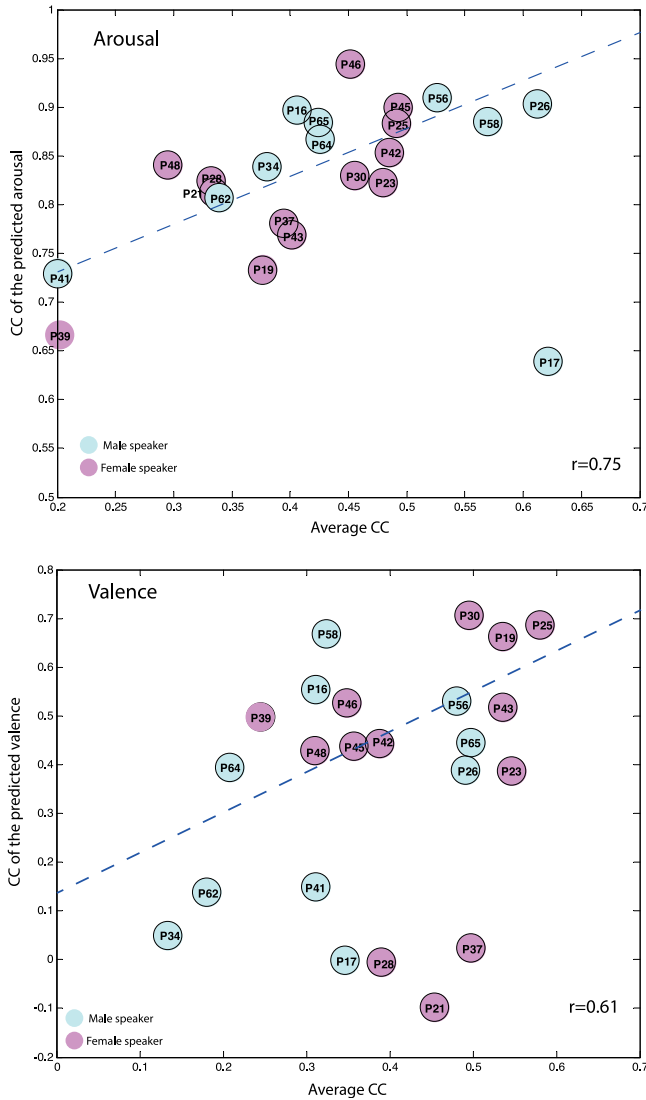 Arousal
1
0.95
0.9
0.85
0.8
0.75
0.7
0.65
0.6
0.55
0.5
CC of the predicted arousal
P46
P16
P65
P64
P56
P26
P45
P25
P58
P48
P34
P42
P28
P21
P62
P30
P23
P37
P43
P41
P19
P39
P17
Male speaker
Female speaker
r=0.75
0.2 0.25 0.3 0.35 0.4 0.45 0.5 0.55 0.6 0.65 0.7
Average CC
Valence
0.8
0.7
0.6
0.5
0.4
0.3
0.2
0.1
0
-0.1
-0.2
CC of the predicted valence
P58
P30
P25
P19
P16
P46
P39
P56
P43
P48
P45
P42
P65
P64
P26
P23
P62
P41
P34
P17
P28
P37
P21
Male speaker
Female speaker
r=0.61
0 0.1 0.2 0.3 0.4 0.5 0.6 0.7
Average CC